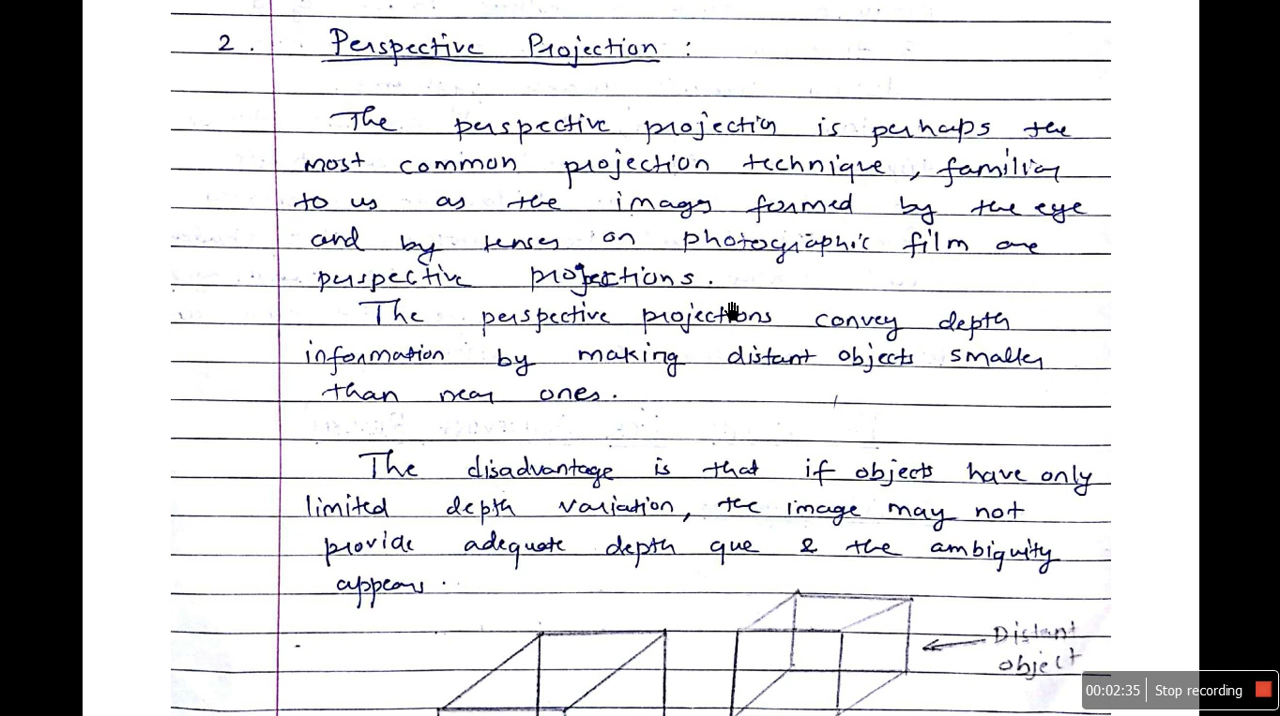 2. Perspective Projection :
The perspective projection is perhaps the
most common projection technique, familiar
to us as the images formed by the eye
and by lenses on photographic film are
perspective projections.
The perspective projections convey depth
information by making distant objects smaller
than near ones.
The disadvantage is that if objects have only
limited depth variation, the image may not
provide adequate depth que & the ambiguity
appears.
Distant
object
00:02:35 Stop recording